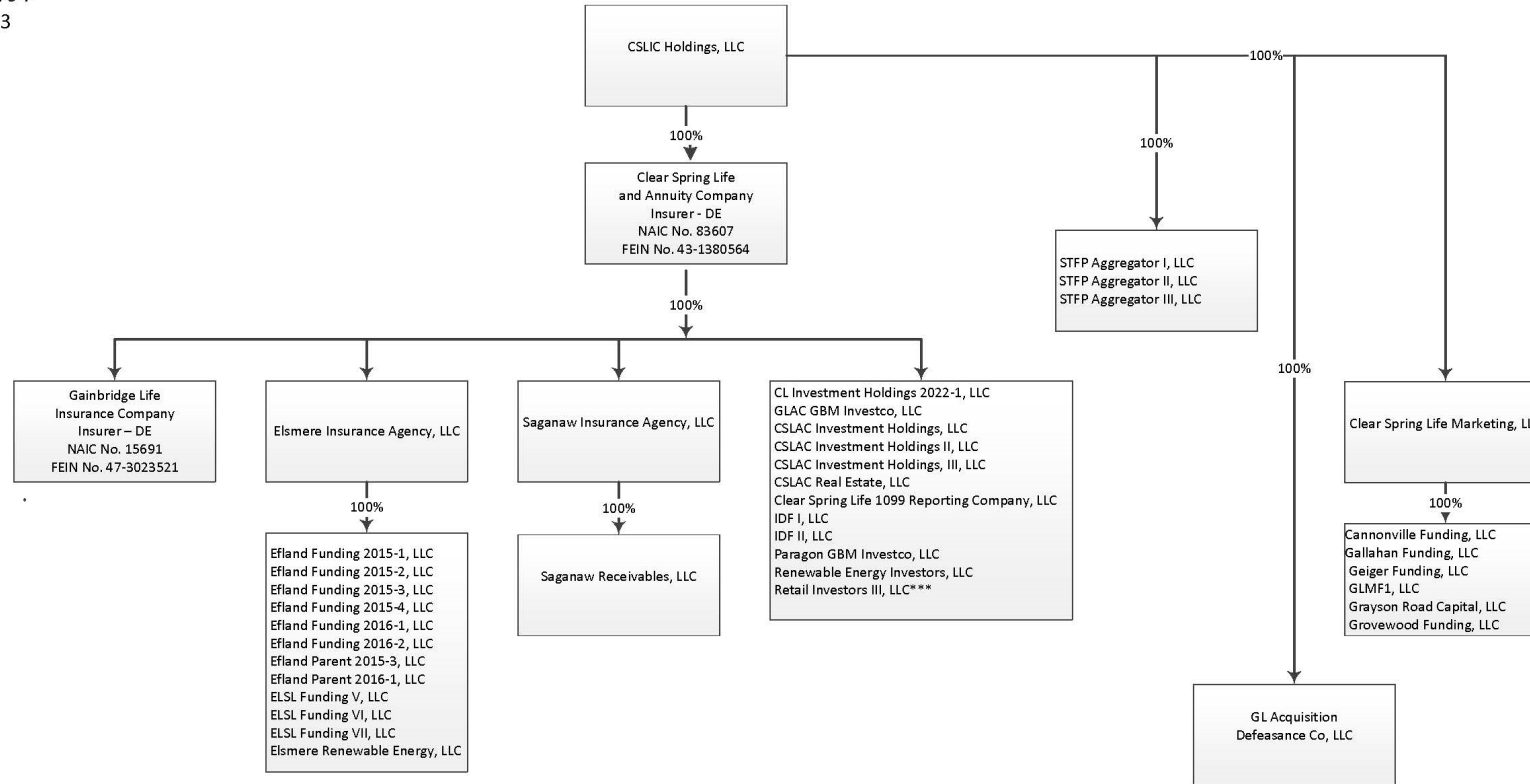 3
CSLIC Holdings, LLC
100%
100%
100%
Clear Spring Life
and Annuity Company
Insurer - DE
NAIC No. 83607
FEIN No. 43-1380564
STFP Aggregator I, LLC
STFP Aggregator II, LLC
STFP Aggregator III, LLC
100%
100%
Gainbridge Life
Insurance Company
Insurer – DE
NAIC No. 15691
FEIN No. 47-3023521
Elsmere Insurance Agency, LLC
Saganaw Insurance Agency, LLC
CL Investment Holdings 2022-1, LLC
GLAC GBM Investco, LLC
CSLAC Investment Holdings, LLC
CSLAC Investment Holdings II, LLC
CSLAC Investment Holdings, III, LLC
CSLAC Real Estate, LLC
Clear Spring Life 1099 Reporting Company, LLC
IDF I, LLC
IDF II, LLC
Paragon GBM Investco, LLC
Renewable Energy Investors, LLC
Retail Investors III, LLC***
Clear Spring Life Marketing,
.
100%
100%
100%
Efland Funding 2015-1, LLC
Efland Funding 2015-2, LLC
Efland Funding 2015-3, LLC
Efland Funding 2015-4, LLC
Efland Funding 2016-1, LLC
Efland Funding 2016-2, LLC
Efland Parent 2015-3, LLC
Efland Parent 2016-1, LLC
ELSL Funding V, LLC
ELSL Funding VI, LLC
ELSL Funding VII, LLC
Elsmere Renewable Energy, LLC
Saganaw Receivables, LLC
Cannonville Funding, LLC
Gallahan Funding, LLC
Geiger Funding, LLC
GLMF1, LLC
Grayson Road Capital, LLC
Grovewood Funding, LLC
GL Acquisition
Defeasance Co, LLC